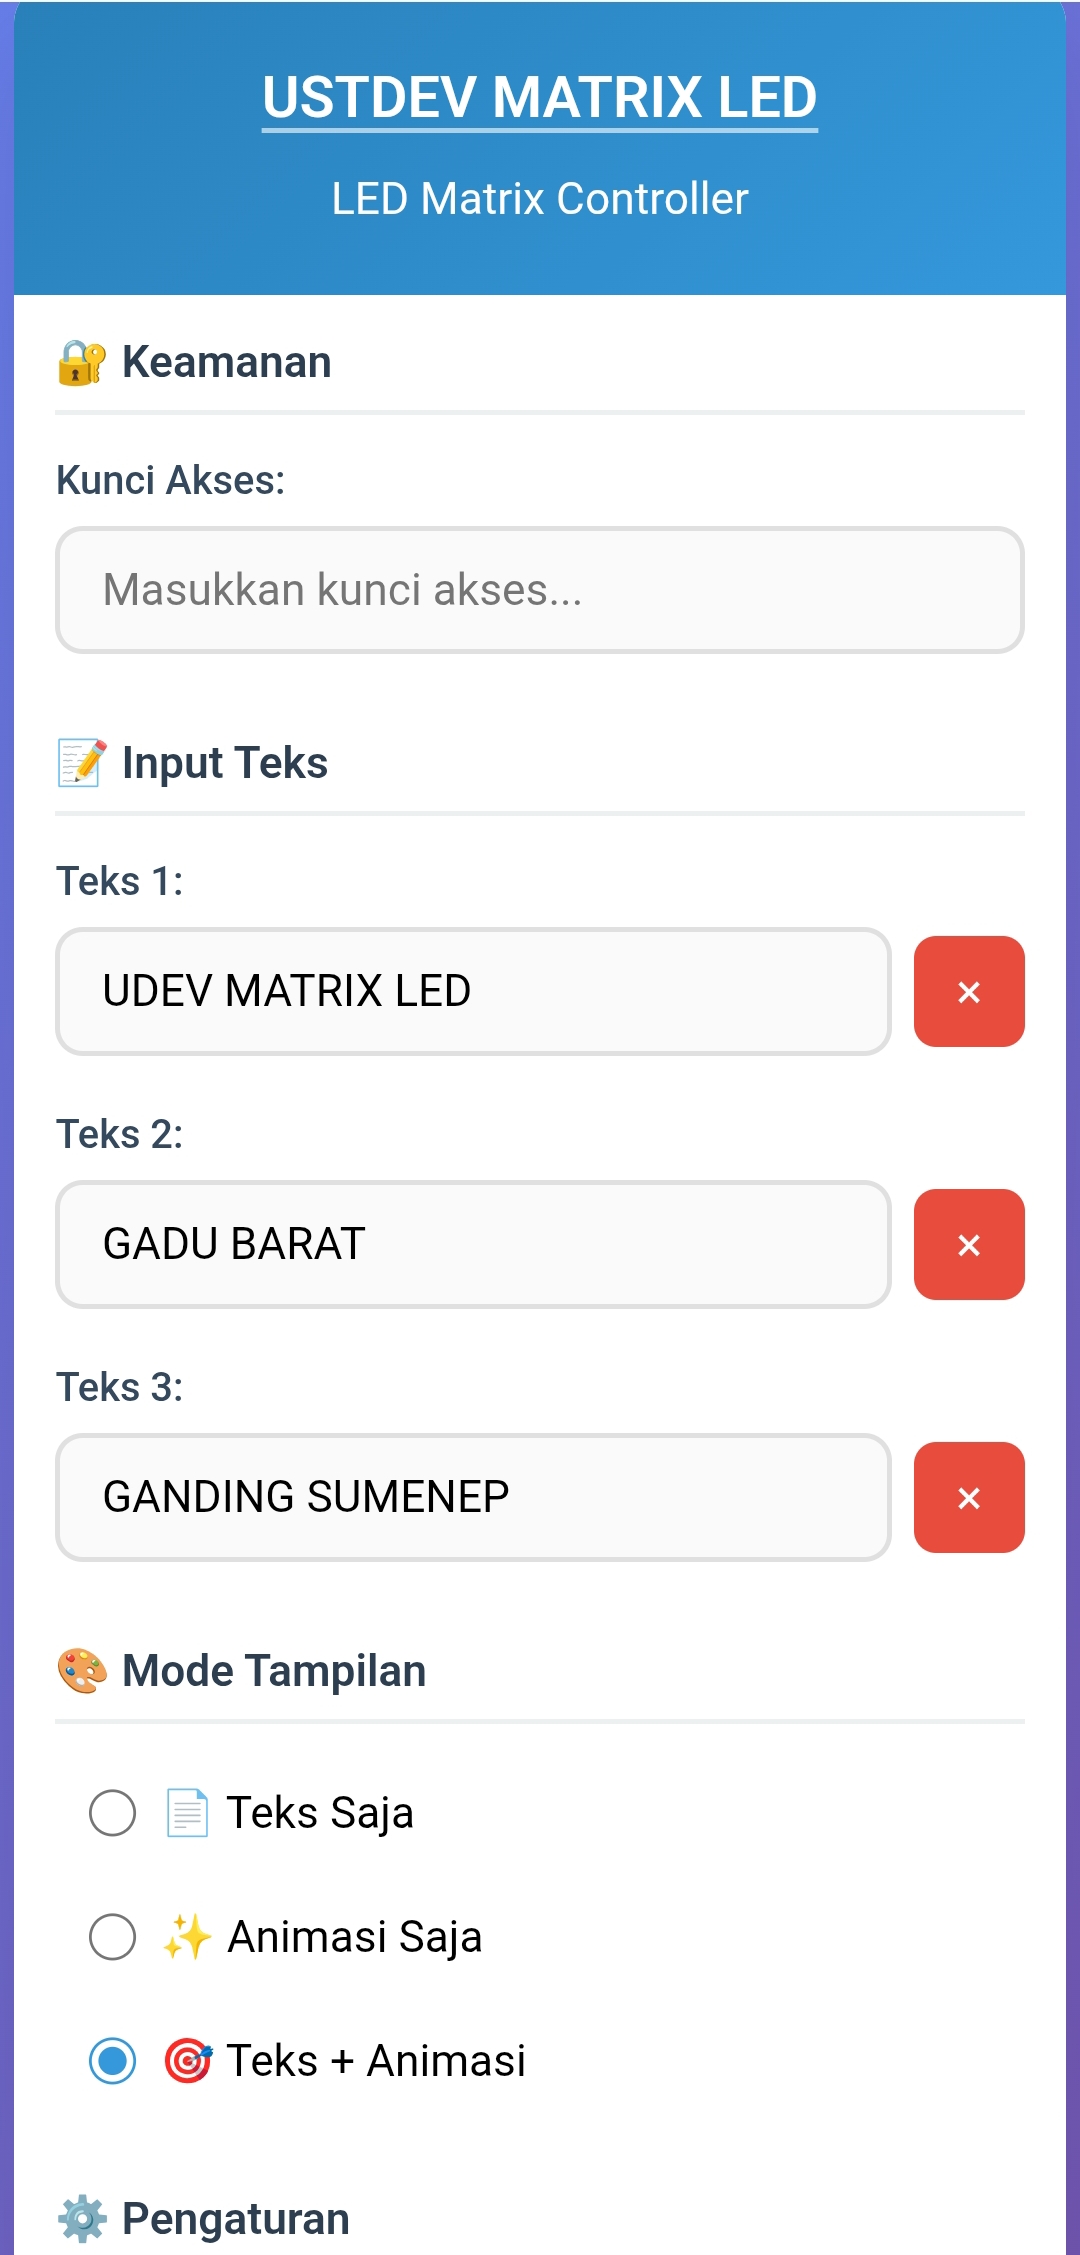 USTDEV MATRIX LED
LED Matrix Controller
🔐 Keamanan
Kunci Akses:
Masukkan kunci akses...
📝 Input Teks
Teks 1:
UDEV MATRIX LED ×
Teks 2:
GADU BARAT ×
Teks 3:
GANDING SUMENEP ×
🎨 Mode Tampilan
📄 Teks Saja
✨ Animasi Saja
🎯 Teks + Animasi
⚙️ Pengaturan